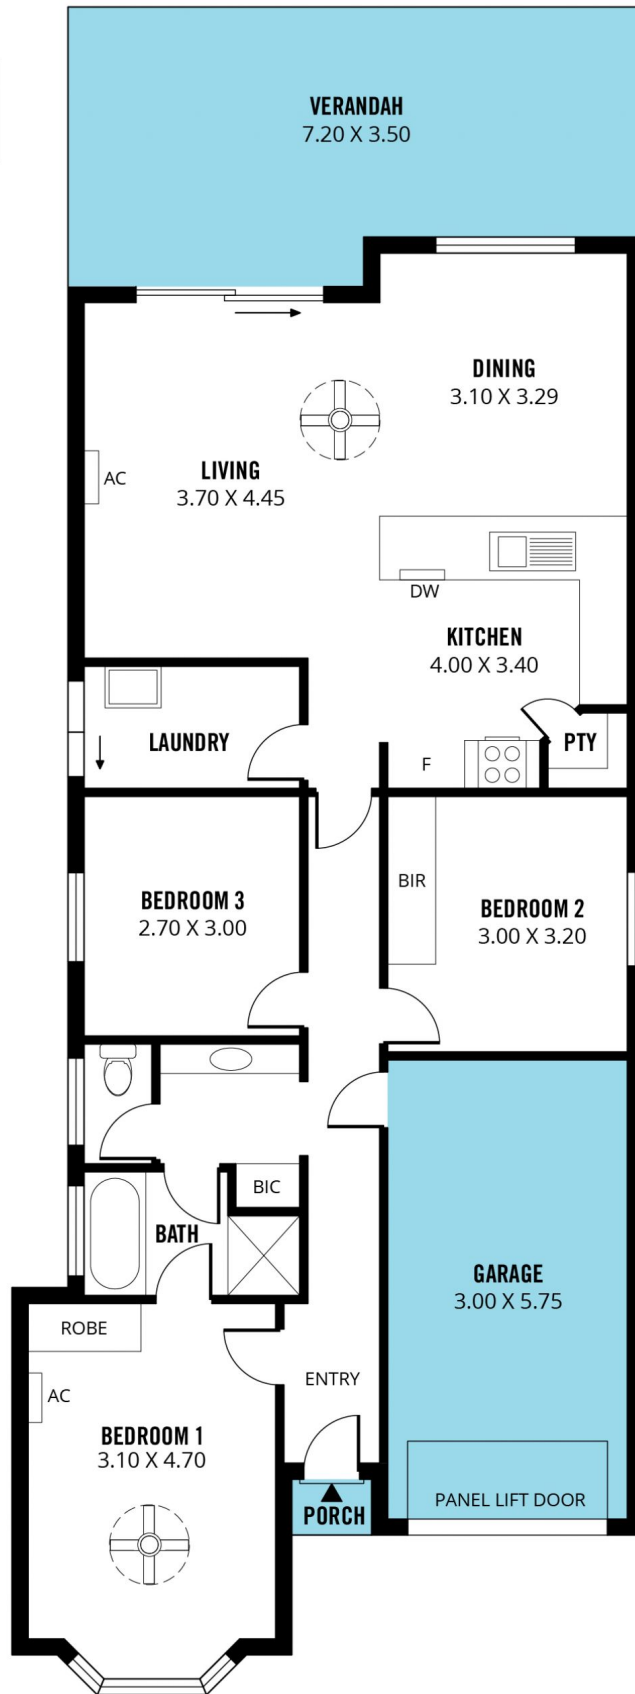 VERANDAH
7.20 X 3.50
DINING
3.10 X 3.29
LIVING
3.70 X 4.45
AC
DW
KITCHEN
4.00 X 3.40
LAUNDRY
F
PTY
BEDROOM 3
2.70 X 3.00
BIR
BEDROOM 2
3.00 X 3.20
BIC
BATH
GARAGE
3.00 X 5.75
ROBE
ENTRY
AC
BEDROOM 1
3.10 X 4.70
PANEL LIFT DOOR
PORCH